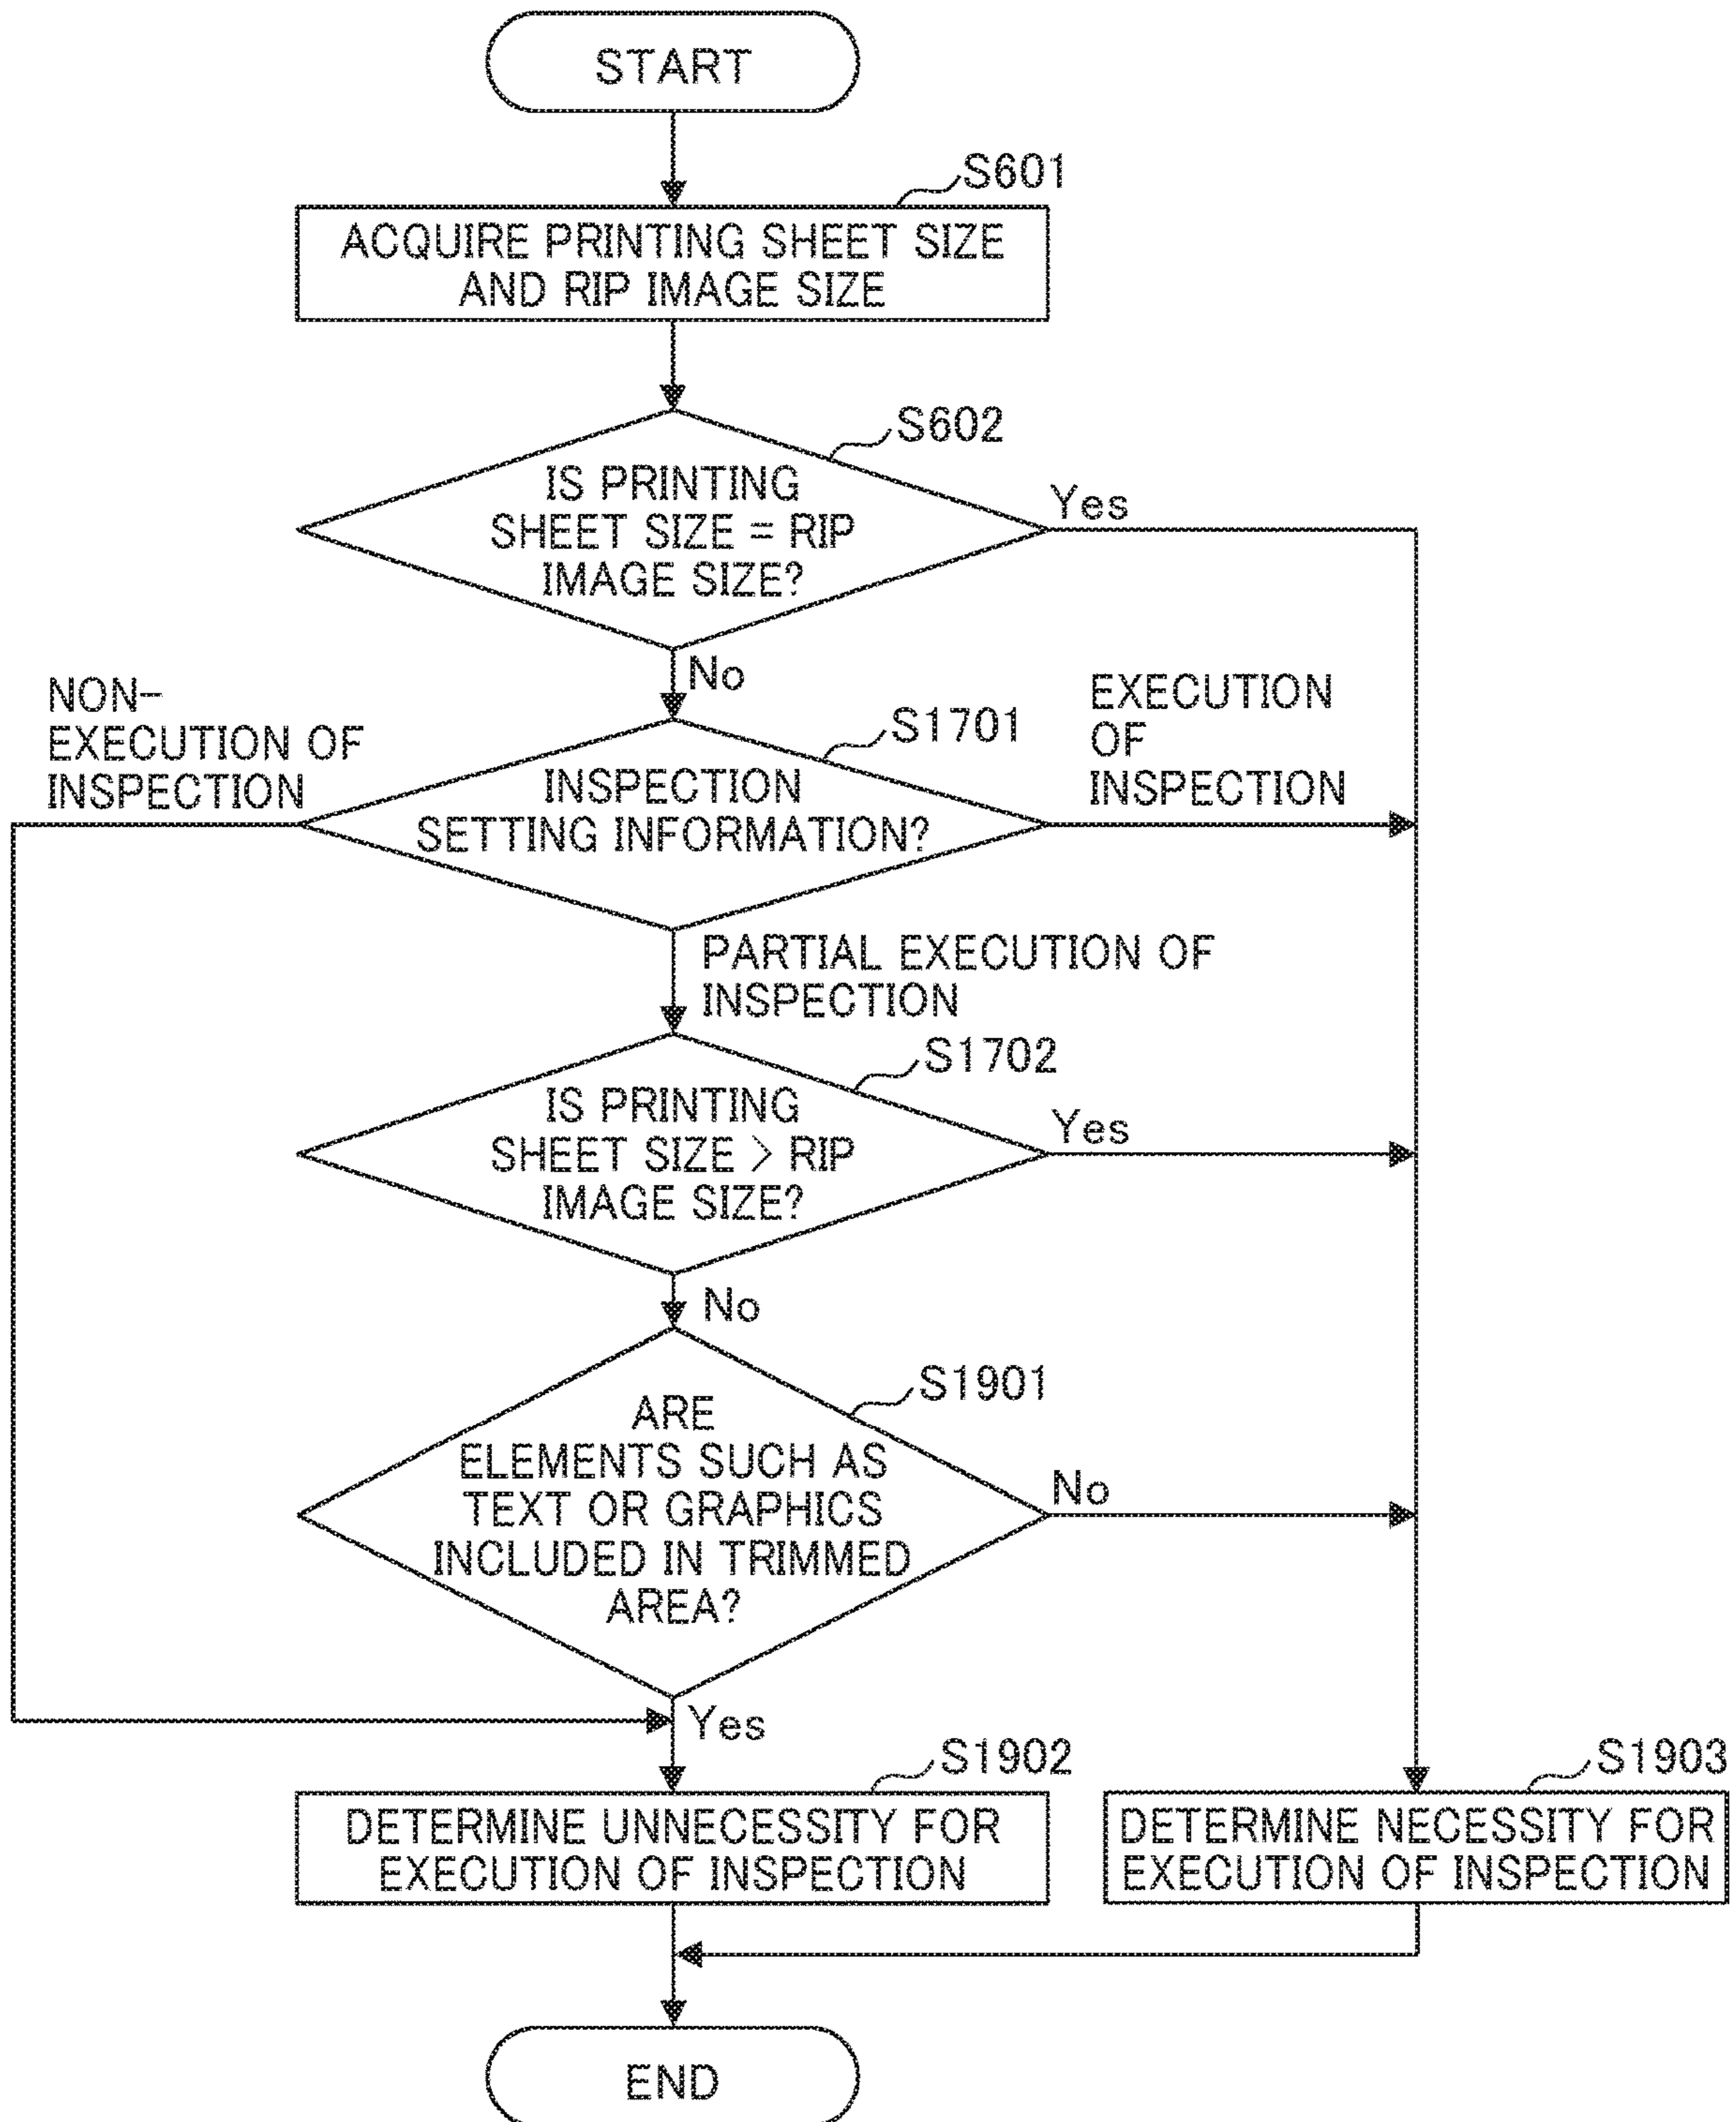 START
S601
ACQUIRE PRINTING SHEET SIZE
AND RIP IMAGE SIZE
S602
IS PRINTING
SHEET SIZE = RIP
IMAGE SIZE?
Yes
No
NON-
EXECUTION OF
INSPECTION
EXECUTION
OF
INSPECTION
S1701
INSPECTION
SETTING INFORMATION?
PARTIAL EXECUTION OF
INSPECTION
S1702
IS PRINTING
SHEET SIZE > RIP
IMAGE SIZE?
Yes
No
S1901
ARE
ELEMENTS SUCH AS
TEXT OR GRAPHICS
INCLUDED IN TRIMMED
AREA?
No
Yes
S1902
DETERMINE UNNECESSITY FOR
EXECUTION OF INSPECTION
S1903
DETERMINE NECESSITY FOR
EXECUTION OF INSPECTION
END